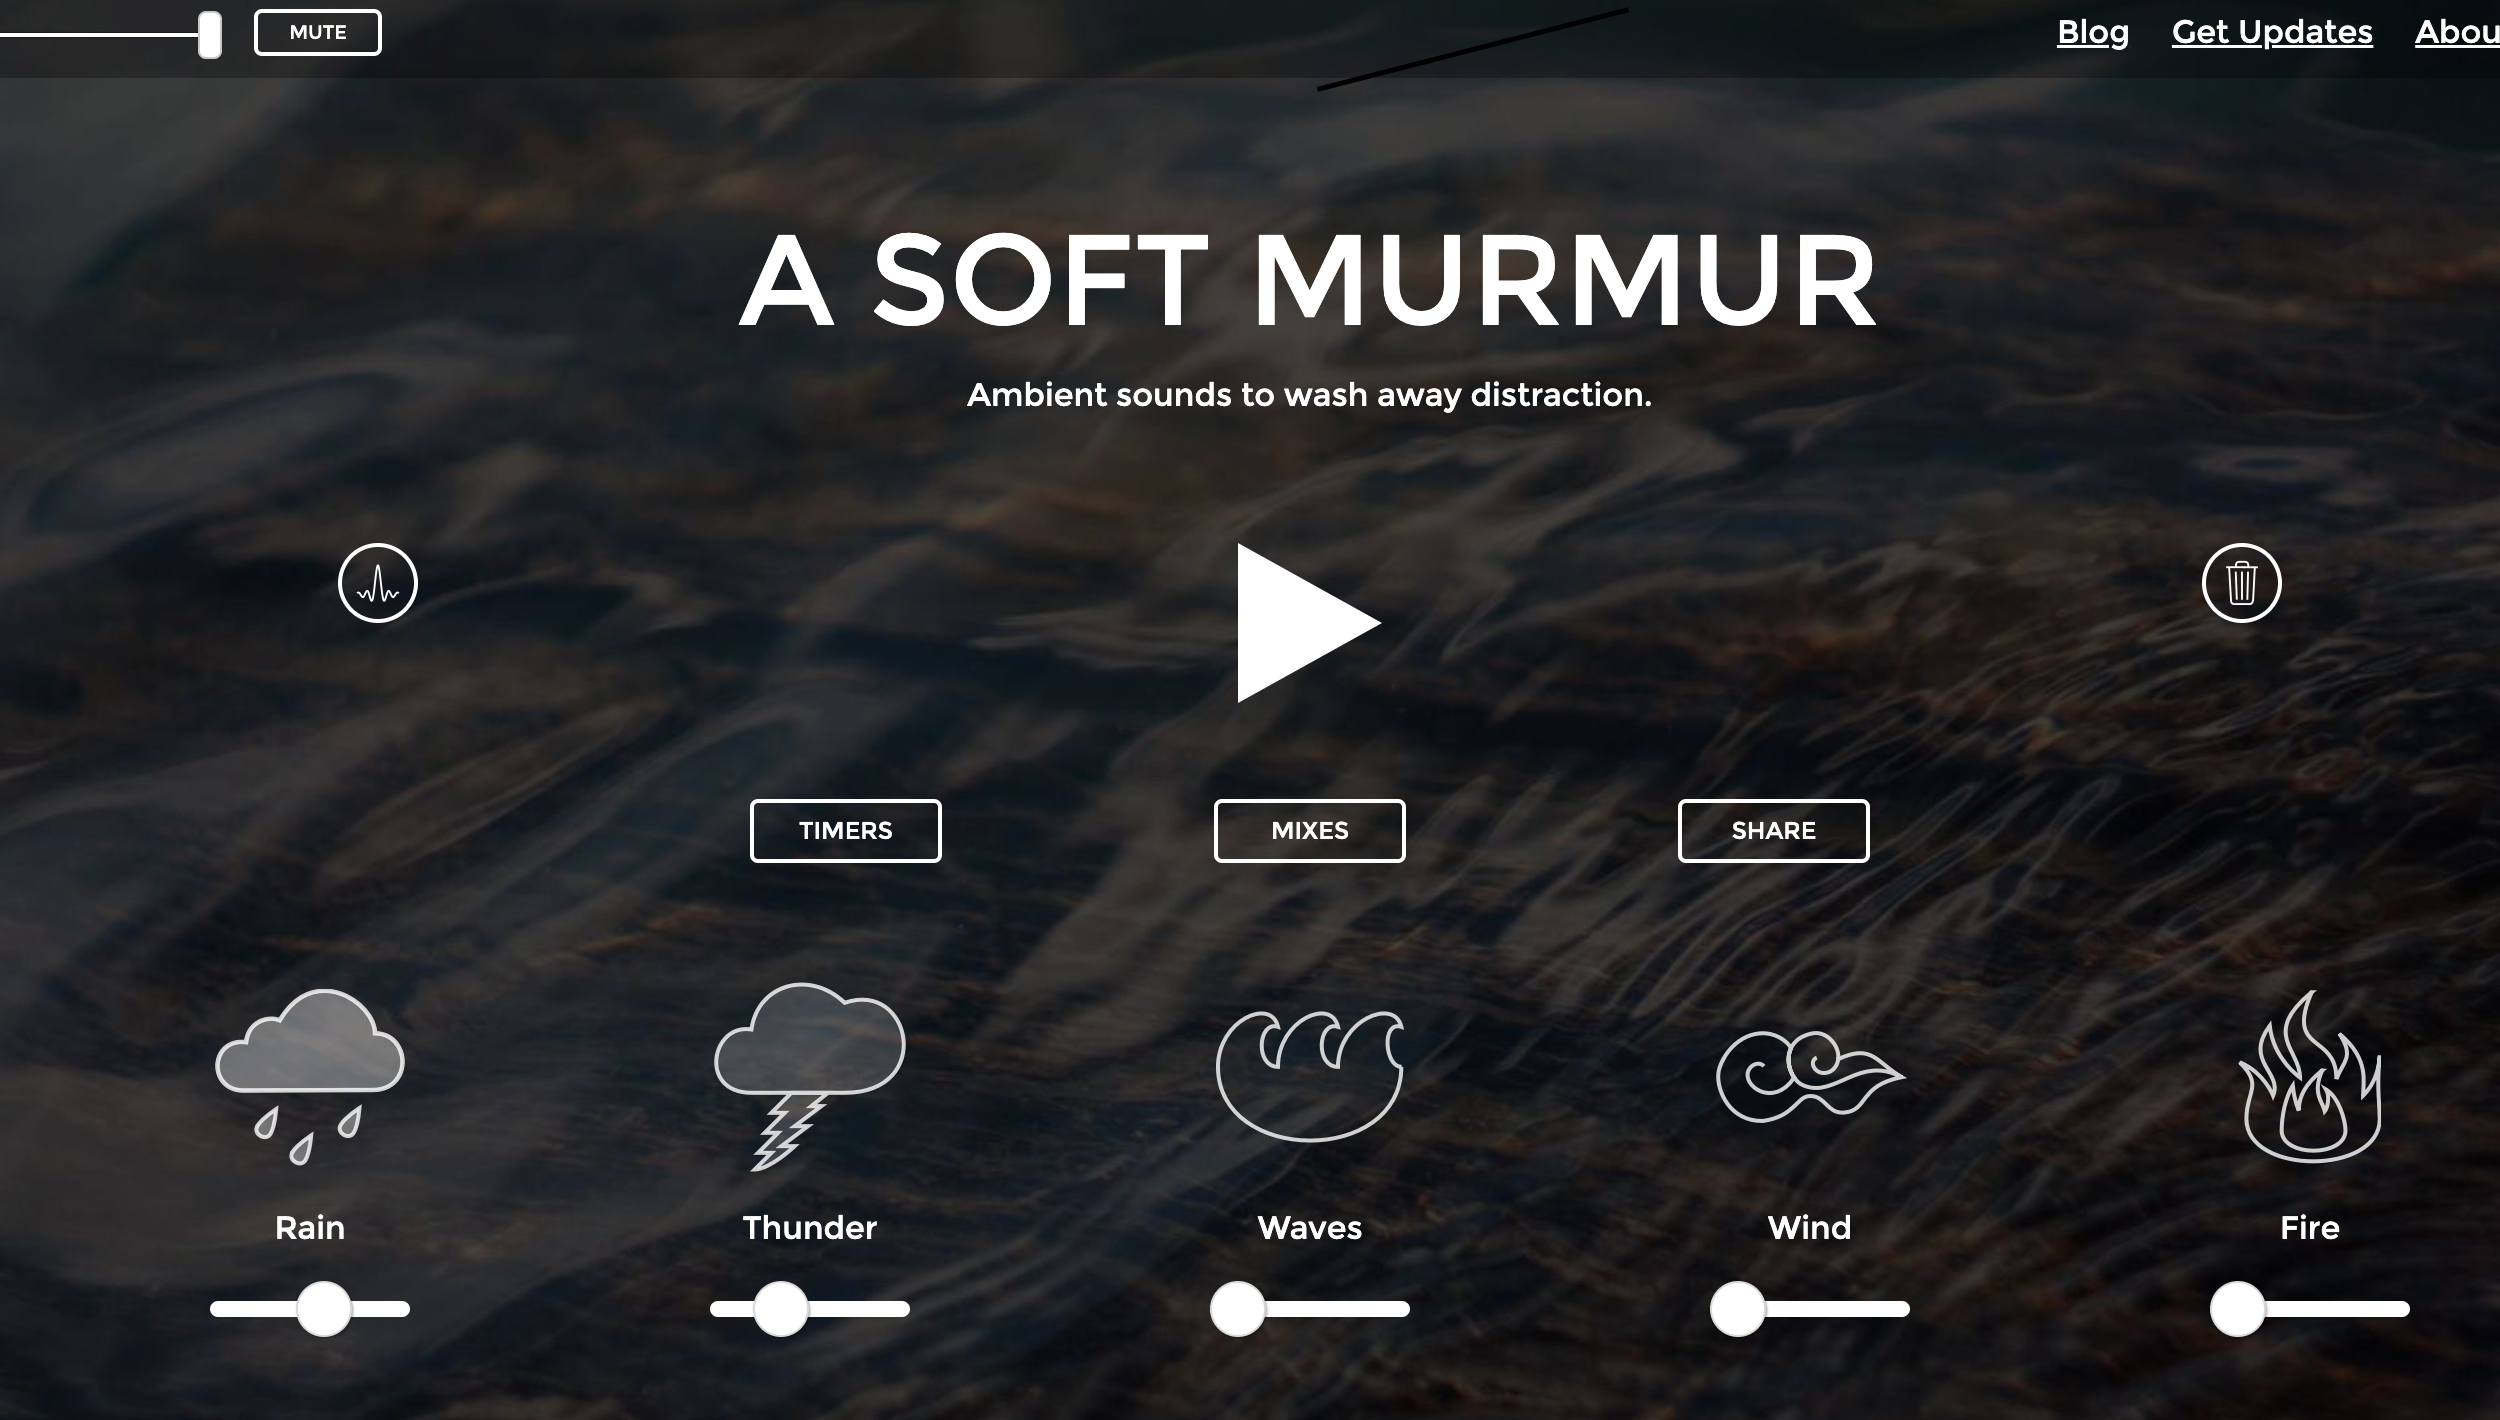 MUTE
Blog Get Updates Abou
A SOFT MURMUR
Ambient sounds to wash away distraction.
TIMERS MIXES SHARE
Rain Thunder Waves Wind Fire